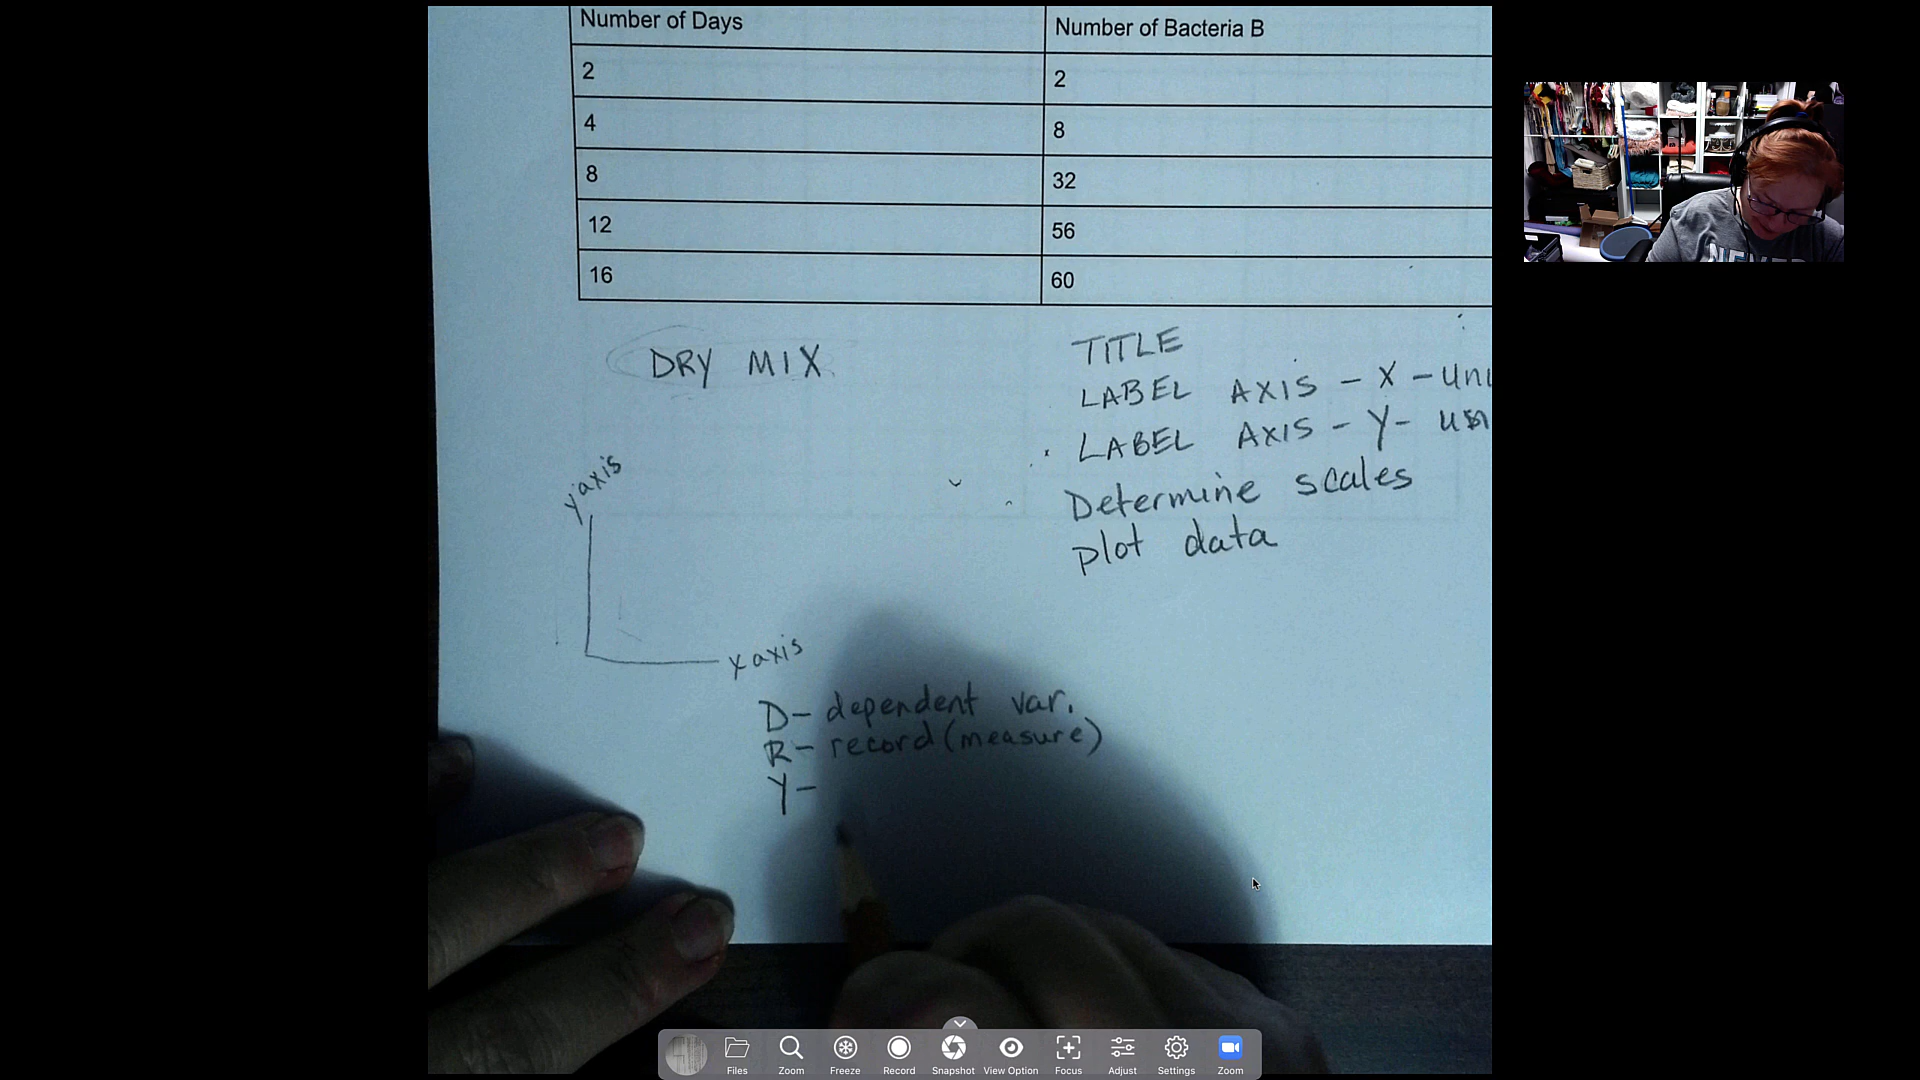 Number of Days Number of Bacteria B
2 2
4 8
8 32
12 56
16 60
DRY MIX
TITLE
LABEL AXIS - X -
LABEL AXIS - Y -
Determine scales
plot data
y axis
x axis
D- dependent var.
R- record (measure)
Y-
Files Zoom Freeze Record Snapshot View Option Focus Adjust Settings Zoom